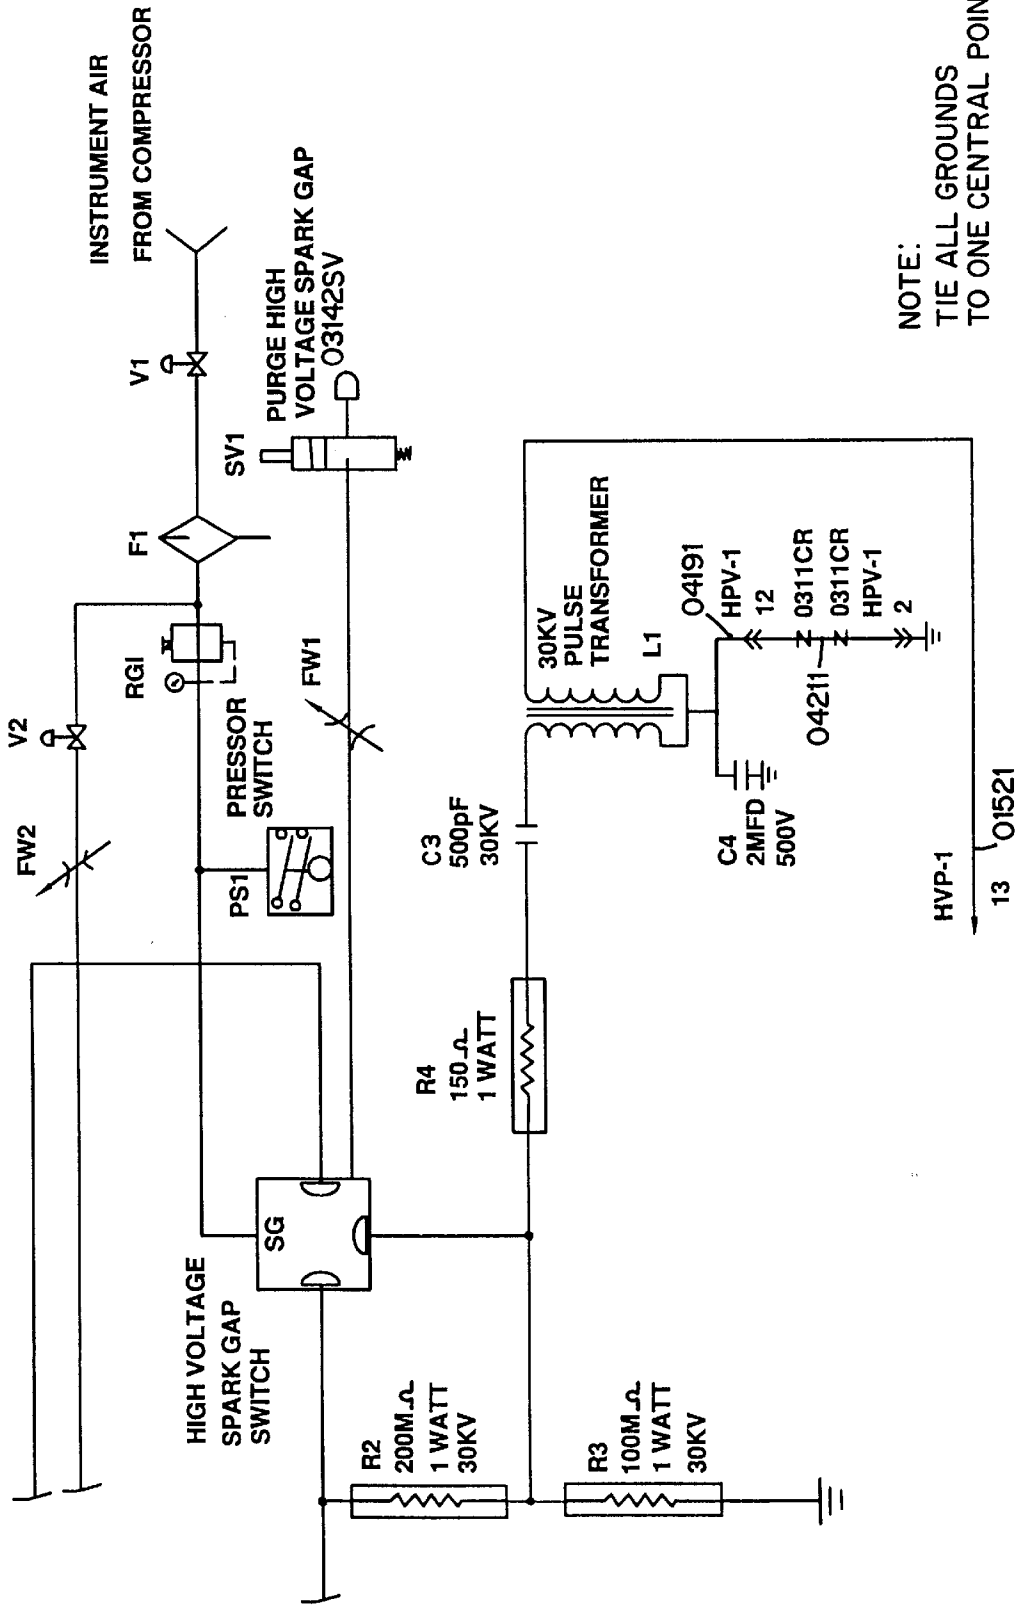 INSTRUMENT AIR
FROM COMPRESSOR
V1
PURGE HIGH
VOLTAGE SPARK GAP
03142SV
SV1
F1
RGI
V2
FW1
FW2
PRESSOR
SWITCH
PS1
HIGH VOLTAGE
SPARK GAP
SWITCH
SG
R2
200MΩ
1 WATT
30KV
R3
100MΩ
1 WATT
30KV
R4
150Ω
1 WATT
C3
500pF
30KV
30KV
PULSE
TRANSFORMER
L1
C4
2MFD
500V
04191
HPV-1
12
0311CR
0311CR
HPV-1
2
04211
HVP-1
13
01521
NOTE:
TIE ALL GROUNDS
TO ONE CENTRAL POIN